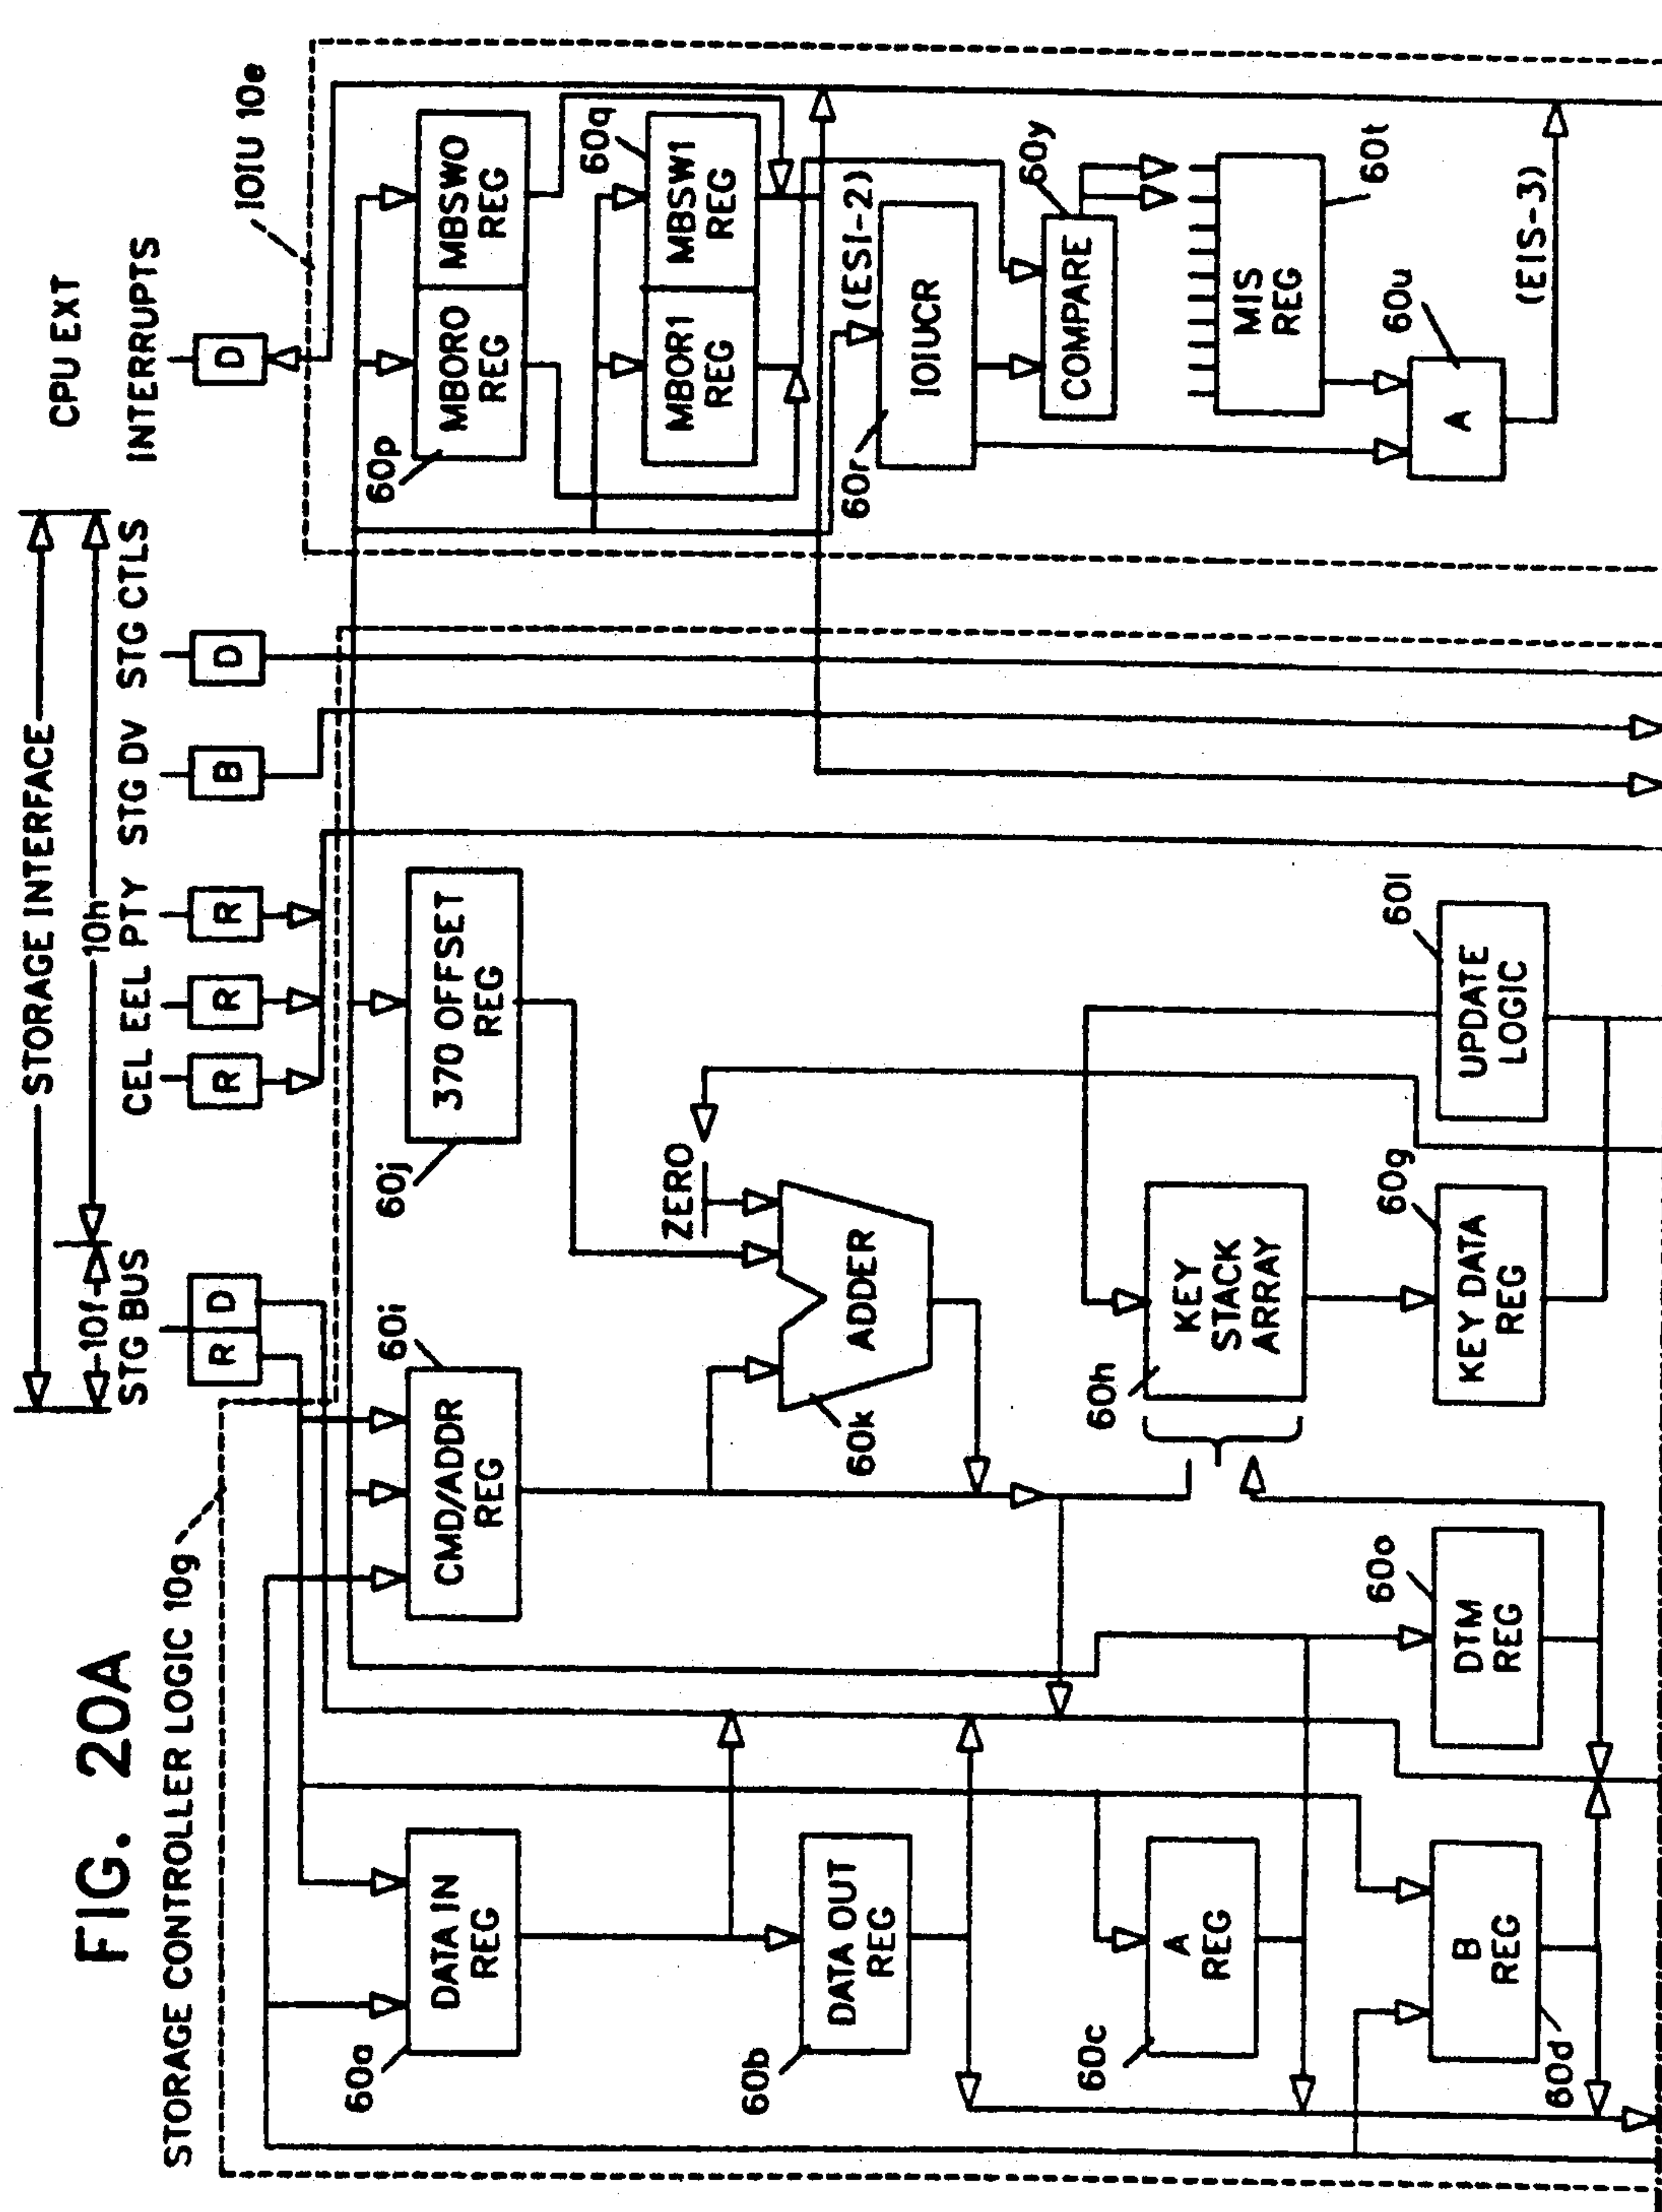 FIG. 20A
STORAGE INTERFACE
10f
10h
CPU EXT
STG BUS
CEL
EEL
PTY
STG DV
STG CTLS
INTERRUPTS
STORAGE CONTROLLER LOGIC 10g
R
D
R
R
R
B
D
D
IOIU 10e
60a
DATA IN
REG
60i
CMD/ADDR
REG
60j
370 OFFSET
REG
60p
MBOR0
REG
MBSW0
REG
60q
MBOR1
REG
MBSW1
REG
ZERO
60k
ADDER
60b
DATA OUT
REG
(ESI-2)
60r
IOIUCR
60y
COMPARE
60c
A
REG
60h
KEY
STACK
ARRAY
MIS
REG
60t
60d
B
REG
60o
DTM
REG
60g
KEY DATA
REG
60l
UPDATE
LOGIC
60u
A
(EIS-3)